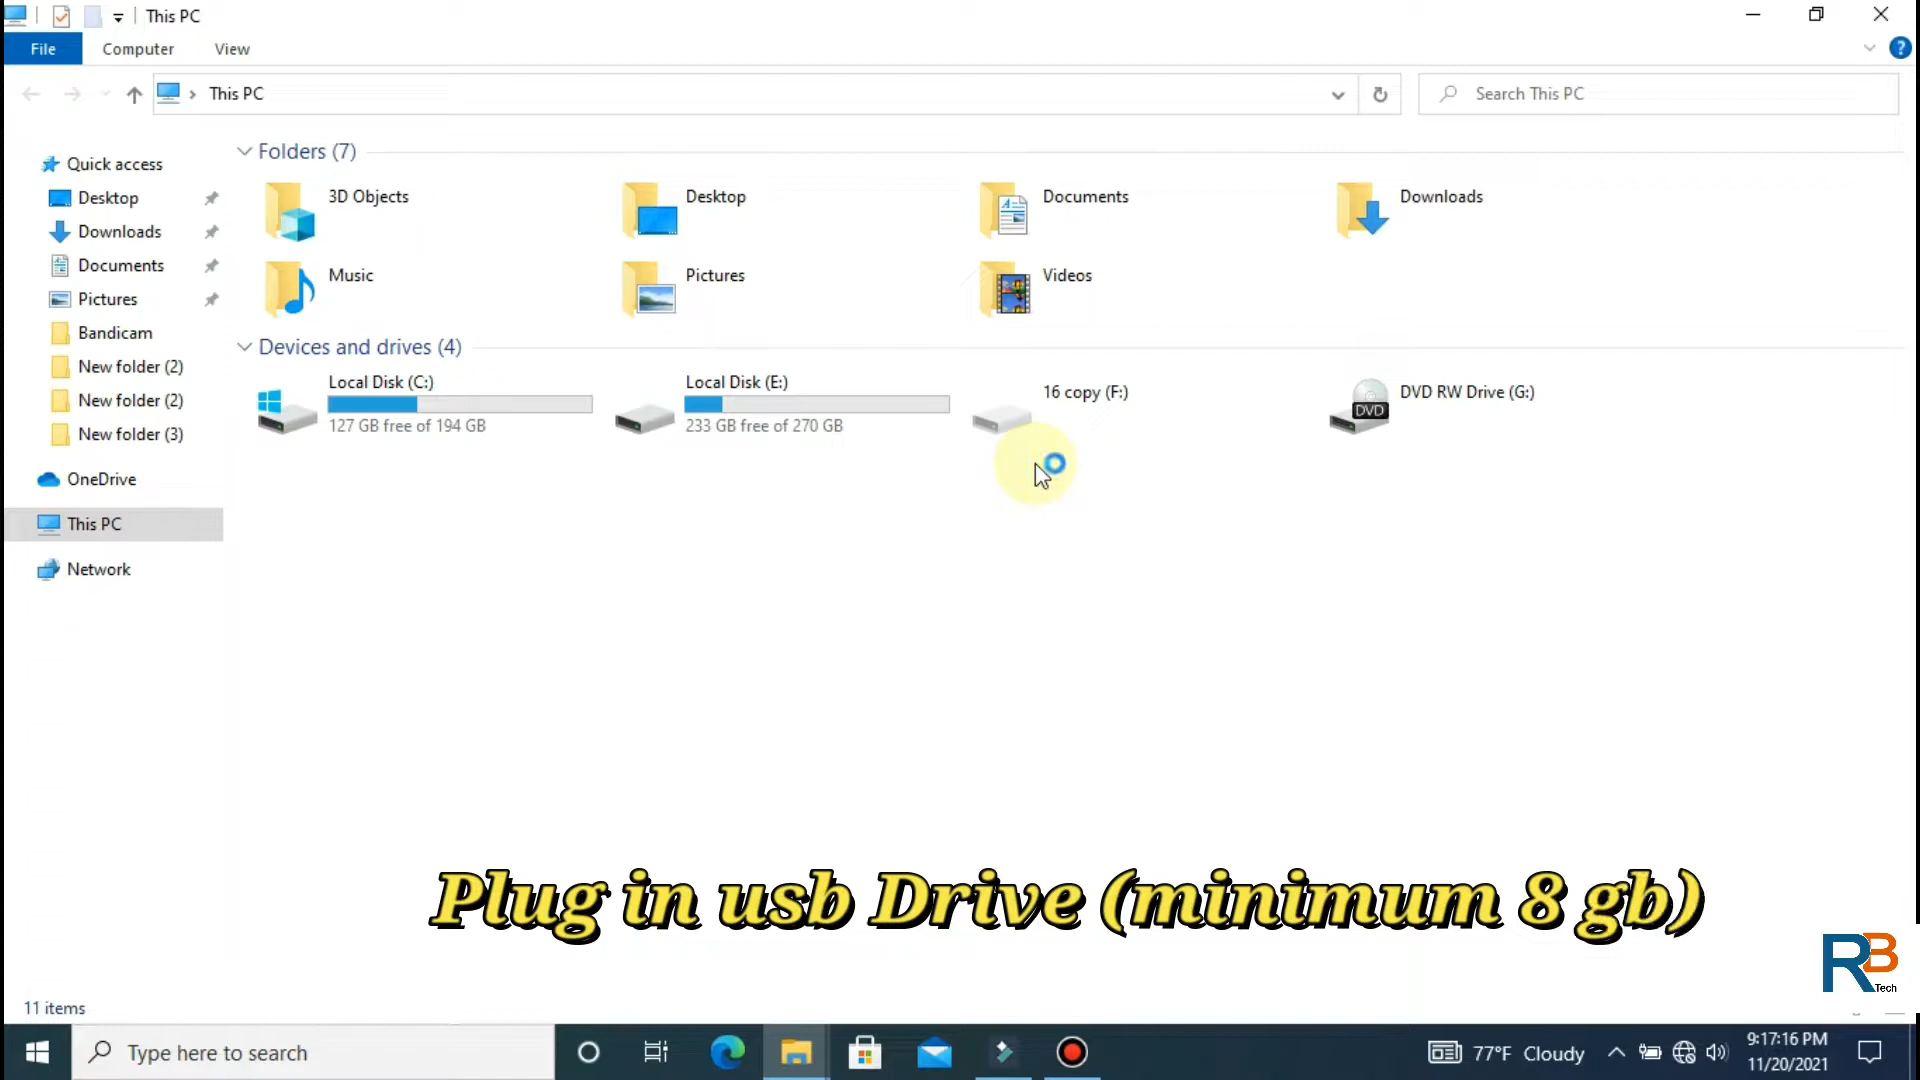 This PC
File
Computer
View
?
This PC
Search This PC
Quick access
Desktop
Downloads
Documents
Pictures
Bandicam
New folder (2)
New folder (2)
New folder (3)
OneDrive
This PC
Network
Folders (7)
3D Objects
Desktop
Documents
Downloads
Music
Pictures
Videos
Devices and drives (4)
Local Disk (C:)
127 GB free of 194 GB
Local Disk (E:)
233 GB free of 270 GB
16 copy (F:)
DVD
DVD RW Drive (G:)
Plug in usb Drive (minimum 8 gb)
RB
Tech
11 items
Type here to search
77°F Cloudy
9:17:16 PM
11/20/2021